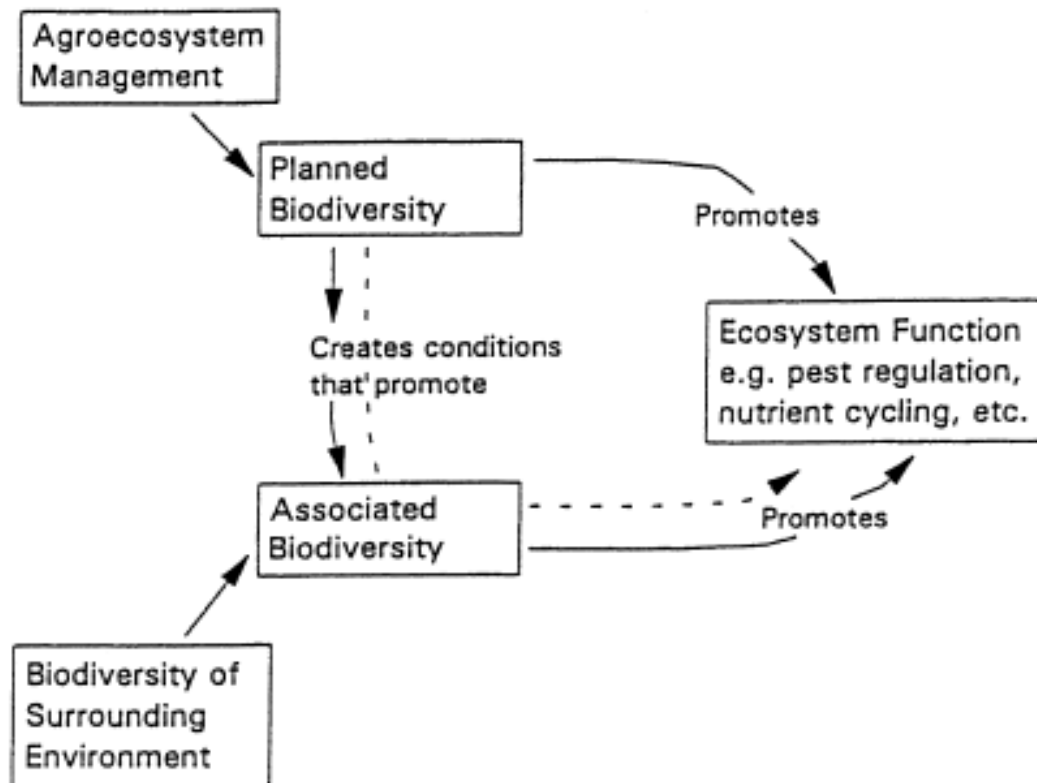 Agroecosystem
Management
Planned
Biodiversity
Promotes
Creates conditions
that promote
Ecosystem Function
e.g. pest regulation,
nutrient cycling, etc.
Associated
Biodiversity
Promotes
Biodiversity of
Surrounding
Environment